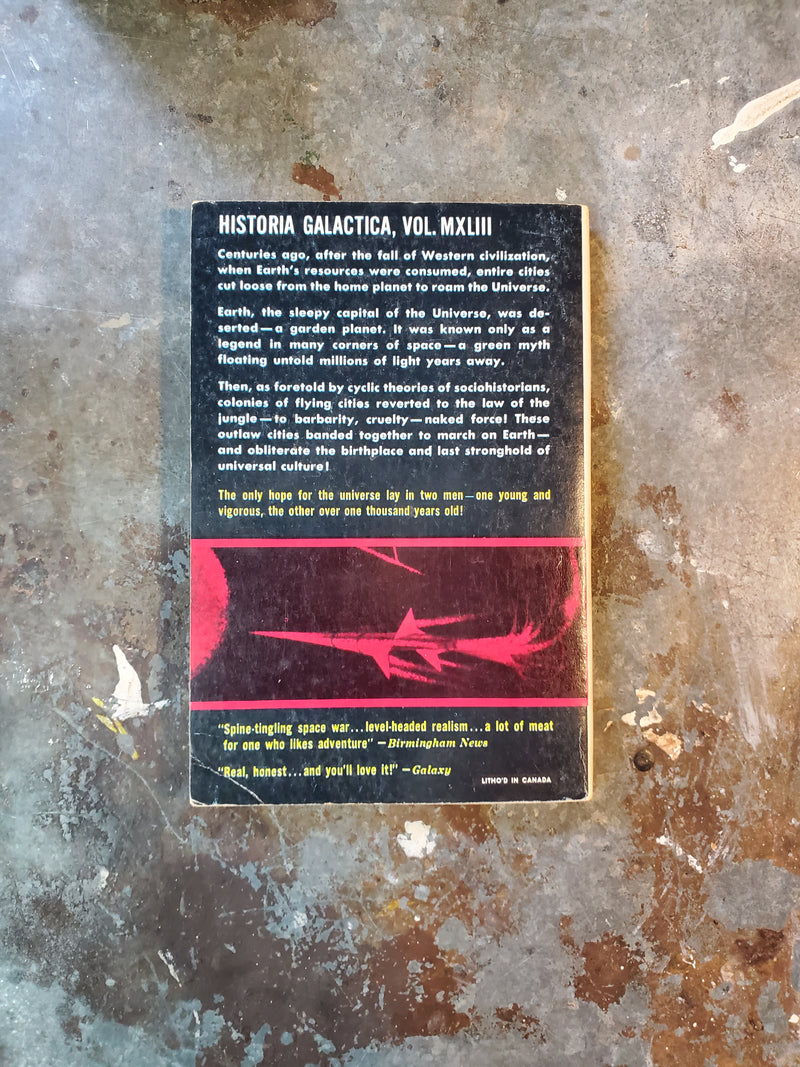 HISTORIA GALACTICA, VOL. MXLIII
Centuries ago, after the fall of Western civilization,
when Earth's resources were consumed, entire cities
cut loose from the home planet to roam the Universe.
Earth, the sleepy capital of the Universe, was de-
serted—a garden planet. It was known only as a
legend in many corners of space—a green myth
floating untold millions of light years away.
Then, as foretold by cyclic theories of sociohistorians,
colonies of flying cities reverted to the law of the
jungle—to barbarity, cruelty—naked force! These
outlaw cities banded together to march on Earth—
and obliterate the birthplace and last stronghold of
universal culture!
The only hope for the universe lay in two men—one young and
vigorous, the other over one thousand years old!
"Spine-tingling space war...level-headed realism...a lot of meat
for one who likes adventure" —Birmingham News
"Real, honest...and you'll love it!" —Galaxy
LITHO'D IN CANADA